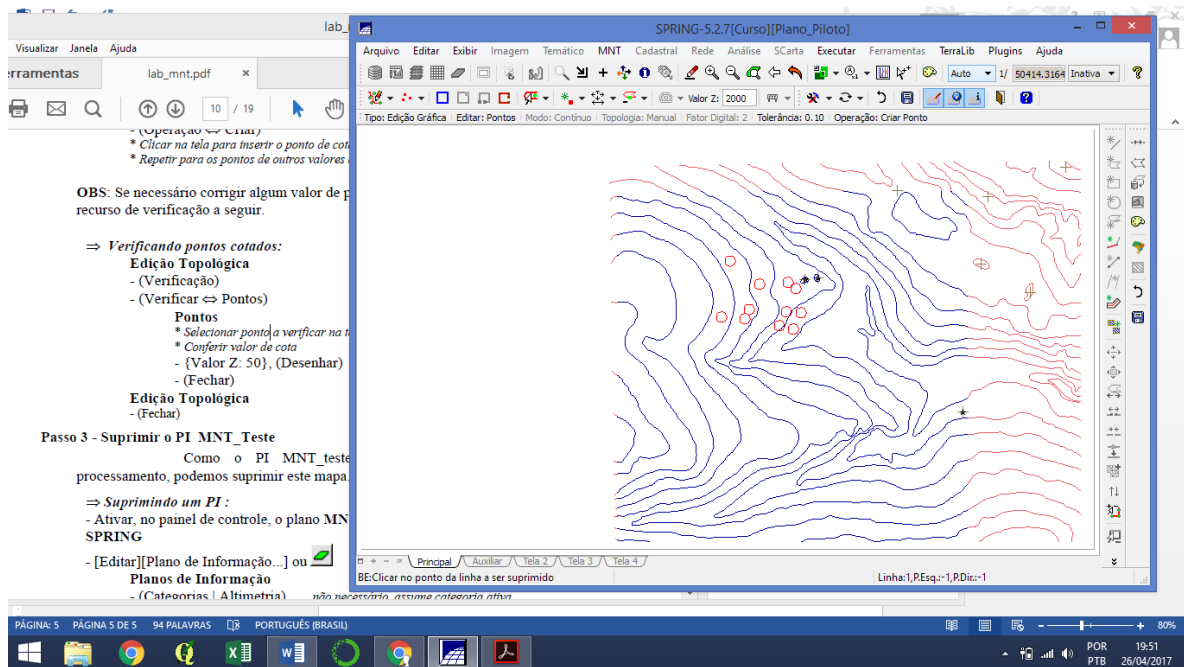 lab_
SPRING-5.2.7[Curso][Plano_Piloto]
Visualizar Janela Ajuda
Arquivo Editar Exibir Imagem Temático MNT Cadastral Rede Análise SCarta Executar Ferramentas TerraLib Plugins Ajuda
erramentas
lab_mnt.pdf ×
Auto 1/ 50414.3164 Inativa
10 / 19
Valor Z: 2000
Tipo: Edição Gráfica Editar: Pontos Modo: Contínuo Topologia: Manual Fator Digital: 2 Tolerância: 0.10 Operação: Criar Ponto
- (Operação ⇔ Criar)
* Clicar na tela para inserir o ponto de cot
* Repetir para os pontos de outros valores
OBS: Se necessário corrigir algum valor de p
recurso de verificação a seguir.
⇒ Verificando pontos cotados:
Edição Topológica
- (Verificação)
- (Verificar ⇔ Pontos)
Pontos
* Selecionar ponto a verificar na t
* Conferir valor de cota
- {Valor Z: 50}, (Desenhar)
- (Fechar)
Edição Topológica
- (Fechar)
Passo 3 - Suprimir o PI MNT_Teste
Como o PI MNT_teste
processamento, podemos suprimir este mapa.
⇒ Suprimindo um PI :
- Ativar, no painel de controle, o plano MN
SPRING
- [Editar][Plano de Informação...] ou
Planos de Informação
- (Categorias | Altimetria) não necessário, assume categoria ativa
Principal Auxiliar Tela 2 Tela 3 Tela 4
BE:Clicar no ponto da linha a ser suprimido Linha:1,P.Esq.:-1,P.Dir.:-1
PÁGINA: 5 PÁGINA 5 DE 5 94 PALAVRAS PORTUGUÊS (BRASIL) 80%
POR 19:51
PTB 26/04/2017